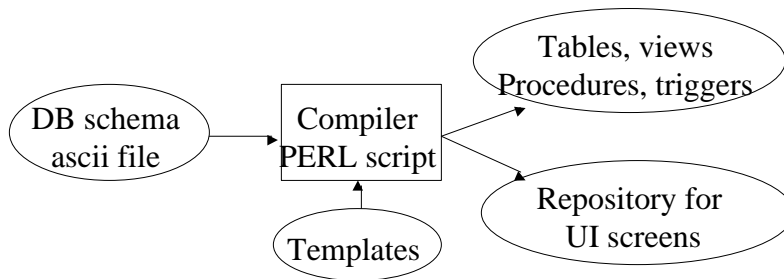 DB schema
ascii file
Compiler
PERL script
Templates
Tables, views
Procedures, triggers
Repository for
UI screens